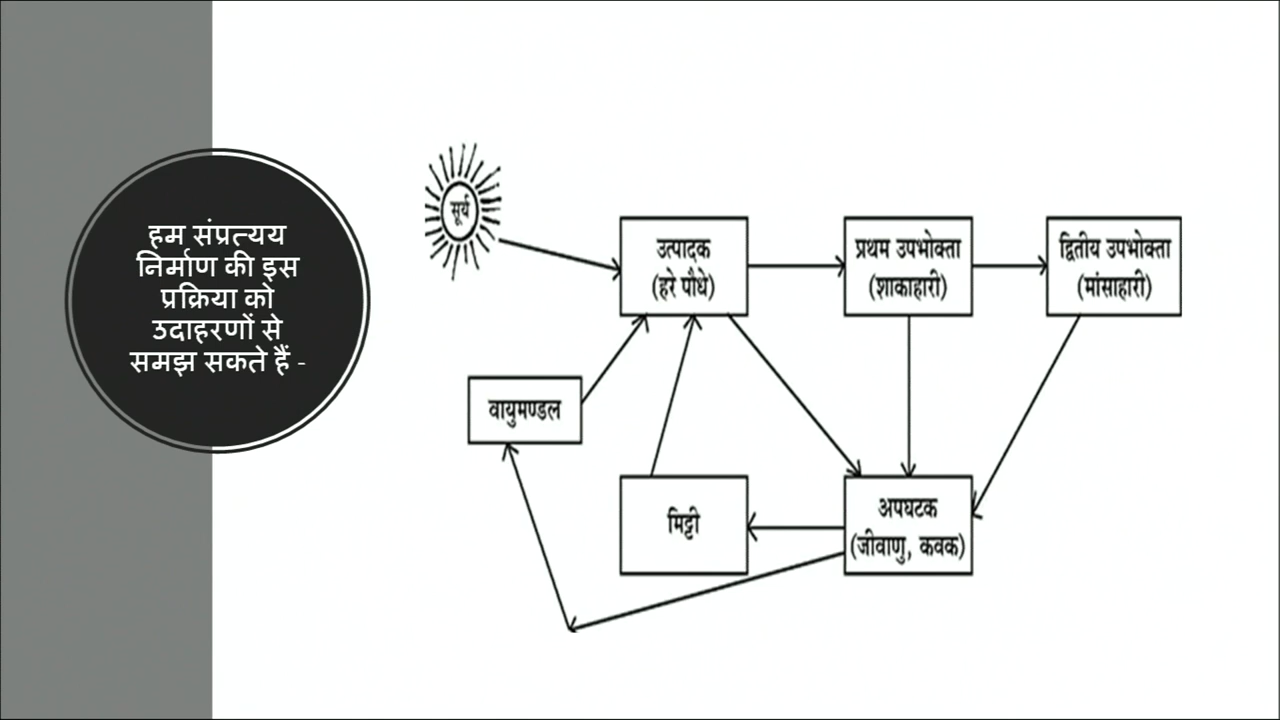 हम संप्रत्यय
निर्माण की इस
प्रक्रिया को
उदाहरणों से
समझ सकते हैं -
सूर्य
उत्पादक
(हरे पौधे)
प्रथम उपभोक्ता
(शाकाहारी)
द्वितीय उपभोक्ता
(मांसाहारी)
वायुमण्डल
मिट्टी
अपघटक
(जीवाणु, कवक)